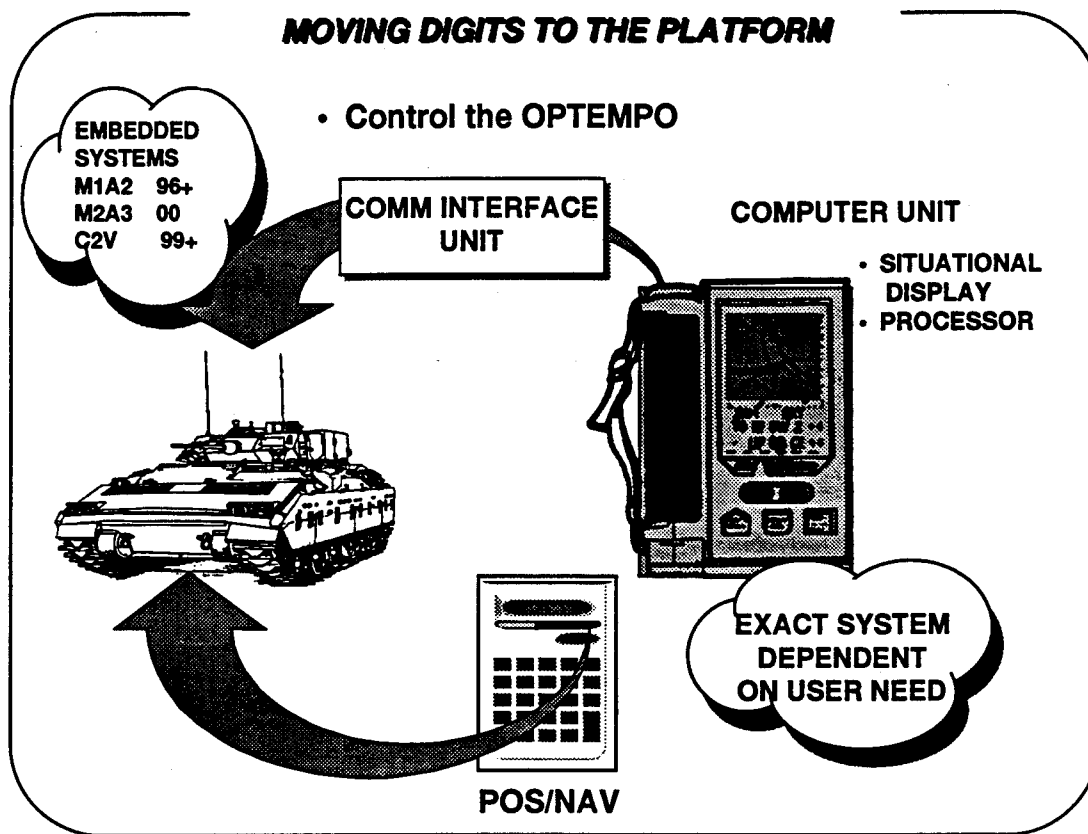 MOVING DIGITS TO THE PLATFORM
• Control the OPTEMPO
EMBEDDED
SYSTEMS
M1A2 96+
M2A3 00
C2V 99+
COMM INTERFACE
UNIT
COMPUTER UNIT
• SITUATIONAL
DISPLAY
• PROCESSOR
EXACT SYSTEM
DEPENDENT
ON USER NEED
POS/NAV